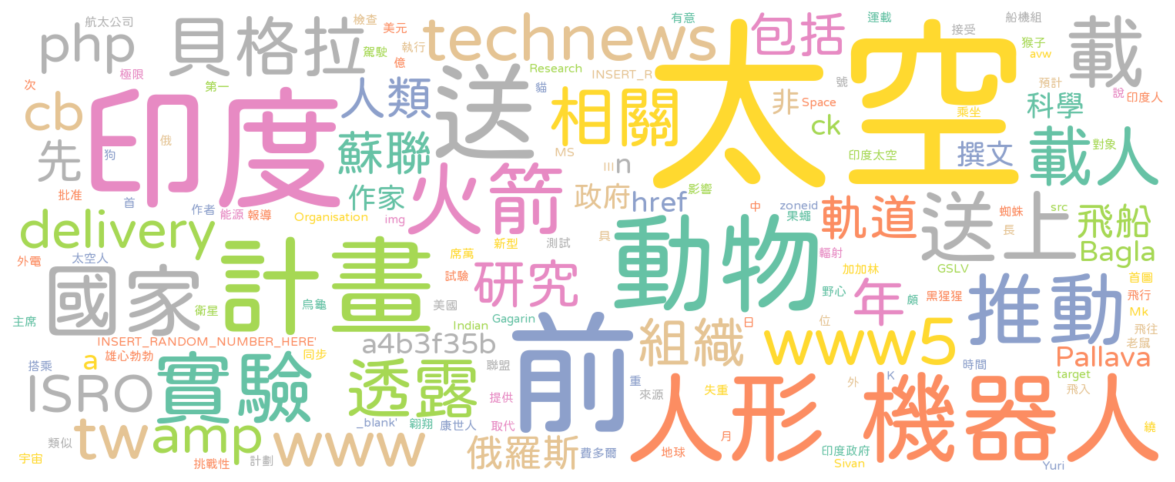 航太公司
檢查
美元
有意
運載
船機組
php
貝格拉
technews
包括
接受
猴子
載
駕駛
執行
億
極限
Research
INSERT_R
avw
次
第一
貓
號
預計
說
cb
印度
人類
送
相關
太空
非
Space
乘坐
科學
印度人
先
狗
俄
蘇聯
MS
III
n
ck
印度太空
撰文
載人
對象
批准
首
作家
火箭
政府
影響
href
中
zoneid
delivery
作者
能源
報導
Organisation
img
具
果蠅
軌道
送上
蜘蛛
src
長
飛船
外電
太空人
席萬
新型
測試
動物
輻射
加加林
GSLV
Bagla
國家
計畫
研究
試驗
野心
年
頗
黑猩猩
推動
首圖
飛行
主席
衛星
烏龜
美國
Indian
Gagarin
前
組織
日
位
www5
Mk
飛往
老鼠
INSERT_RANDOM_NUMBER_HERE'
雄心勃勃
a
同步
a4b3f35b
聯盟
Pallava
搭乘
ISRO
實驗
透露
提供
重
來源
失重
外
K
時間
target
飛入
人形
機器人
類似
tw
amp
www
_blank'
翱翔
康世人
取代
俄羅斯
費多爾
月
地球
繞
宇宙
挑戰性
計劃
印度政府
Sivan
Yuri